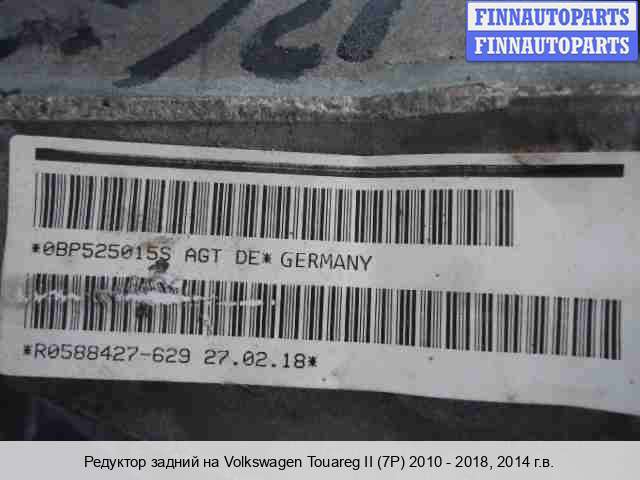 FINNAUTOPARTS
FINNAUTOPARTS
*0BP525015S AGT DE* GERMANY
*R0588427-629 27.02.18*
Редуктор задний на Volkswagen Touareg II (7P) 2010 - 2018, 2014 г.в.